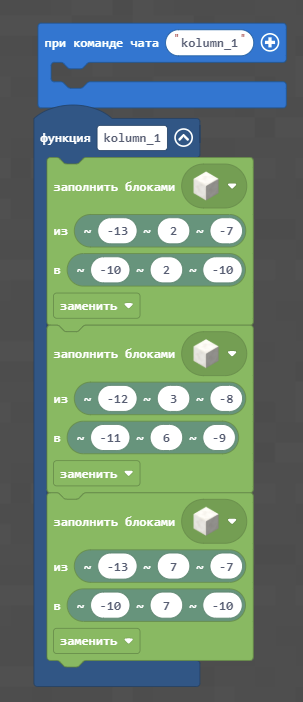 при команде чата "kolumn_1"
функция kolumn_1
заполнить блоками
из ~ -13 ~ 2 ~ -7
в ~ -10 ~ 2 ~ -10
заменить
заполнить блоками
из ~ -12 ~ 3 ~ -8
в ~ -11 ~ 6 ~ -9
заменить
заполнить блоками
из ~ -13 ~ 7 ~ -7
в ~ -10 ~ 7 ~ -10
заменить